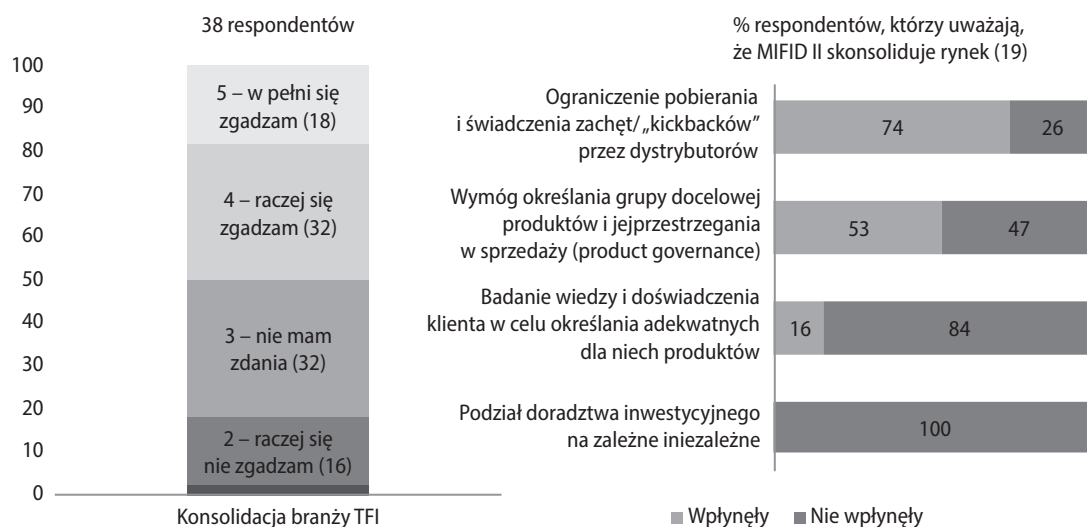 38 respondentów
100
90
80
70
60
50
40
30
20
10
0
5 – w pełni się
zgadzam (18)
4 – raczej się
zgadzam (32)
3 – nie mam
zdania (32)
2 – raczej się
nie zgadzam (16)
Konsolidacja branży TFI
% respondentów, którzy uważają,
że MIFID II skonsoliduje rynek (19)
Ograniczenie pobierania
i świadczenia zachęt/„kickbacków”
przez dystrybutorów
74 26
Wymóg określania grupy docelowej
produktów i jejprzestrzegania
w sprzedaży (product governance)
53 47
Badanie wiedzy i doświadczenia
klienta w celu określania adekwatnych
dla niech produktów
16 84
Podział doradztwa inwestycyjnego
na zależne iniezależne
100
Wpłynęły Nie wpłynęły